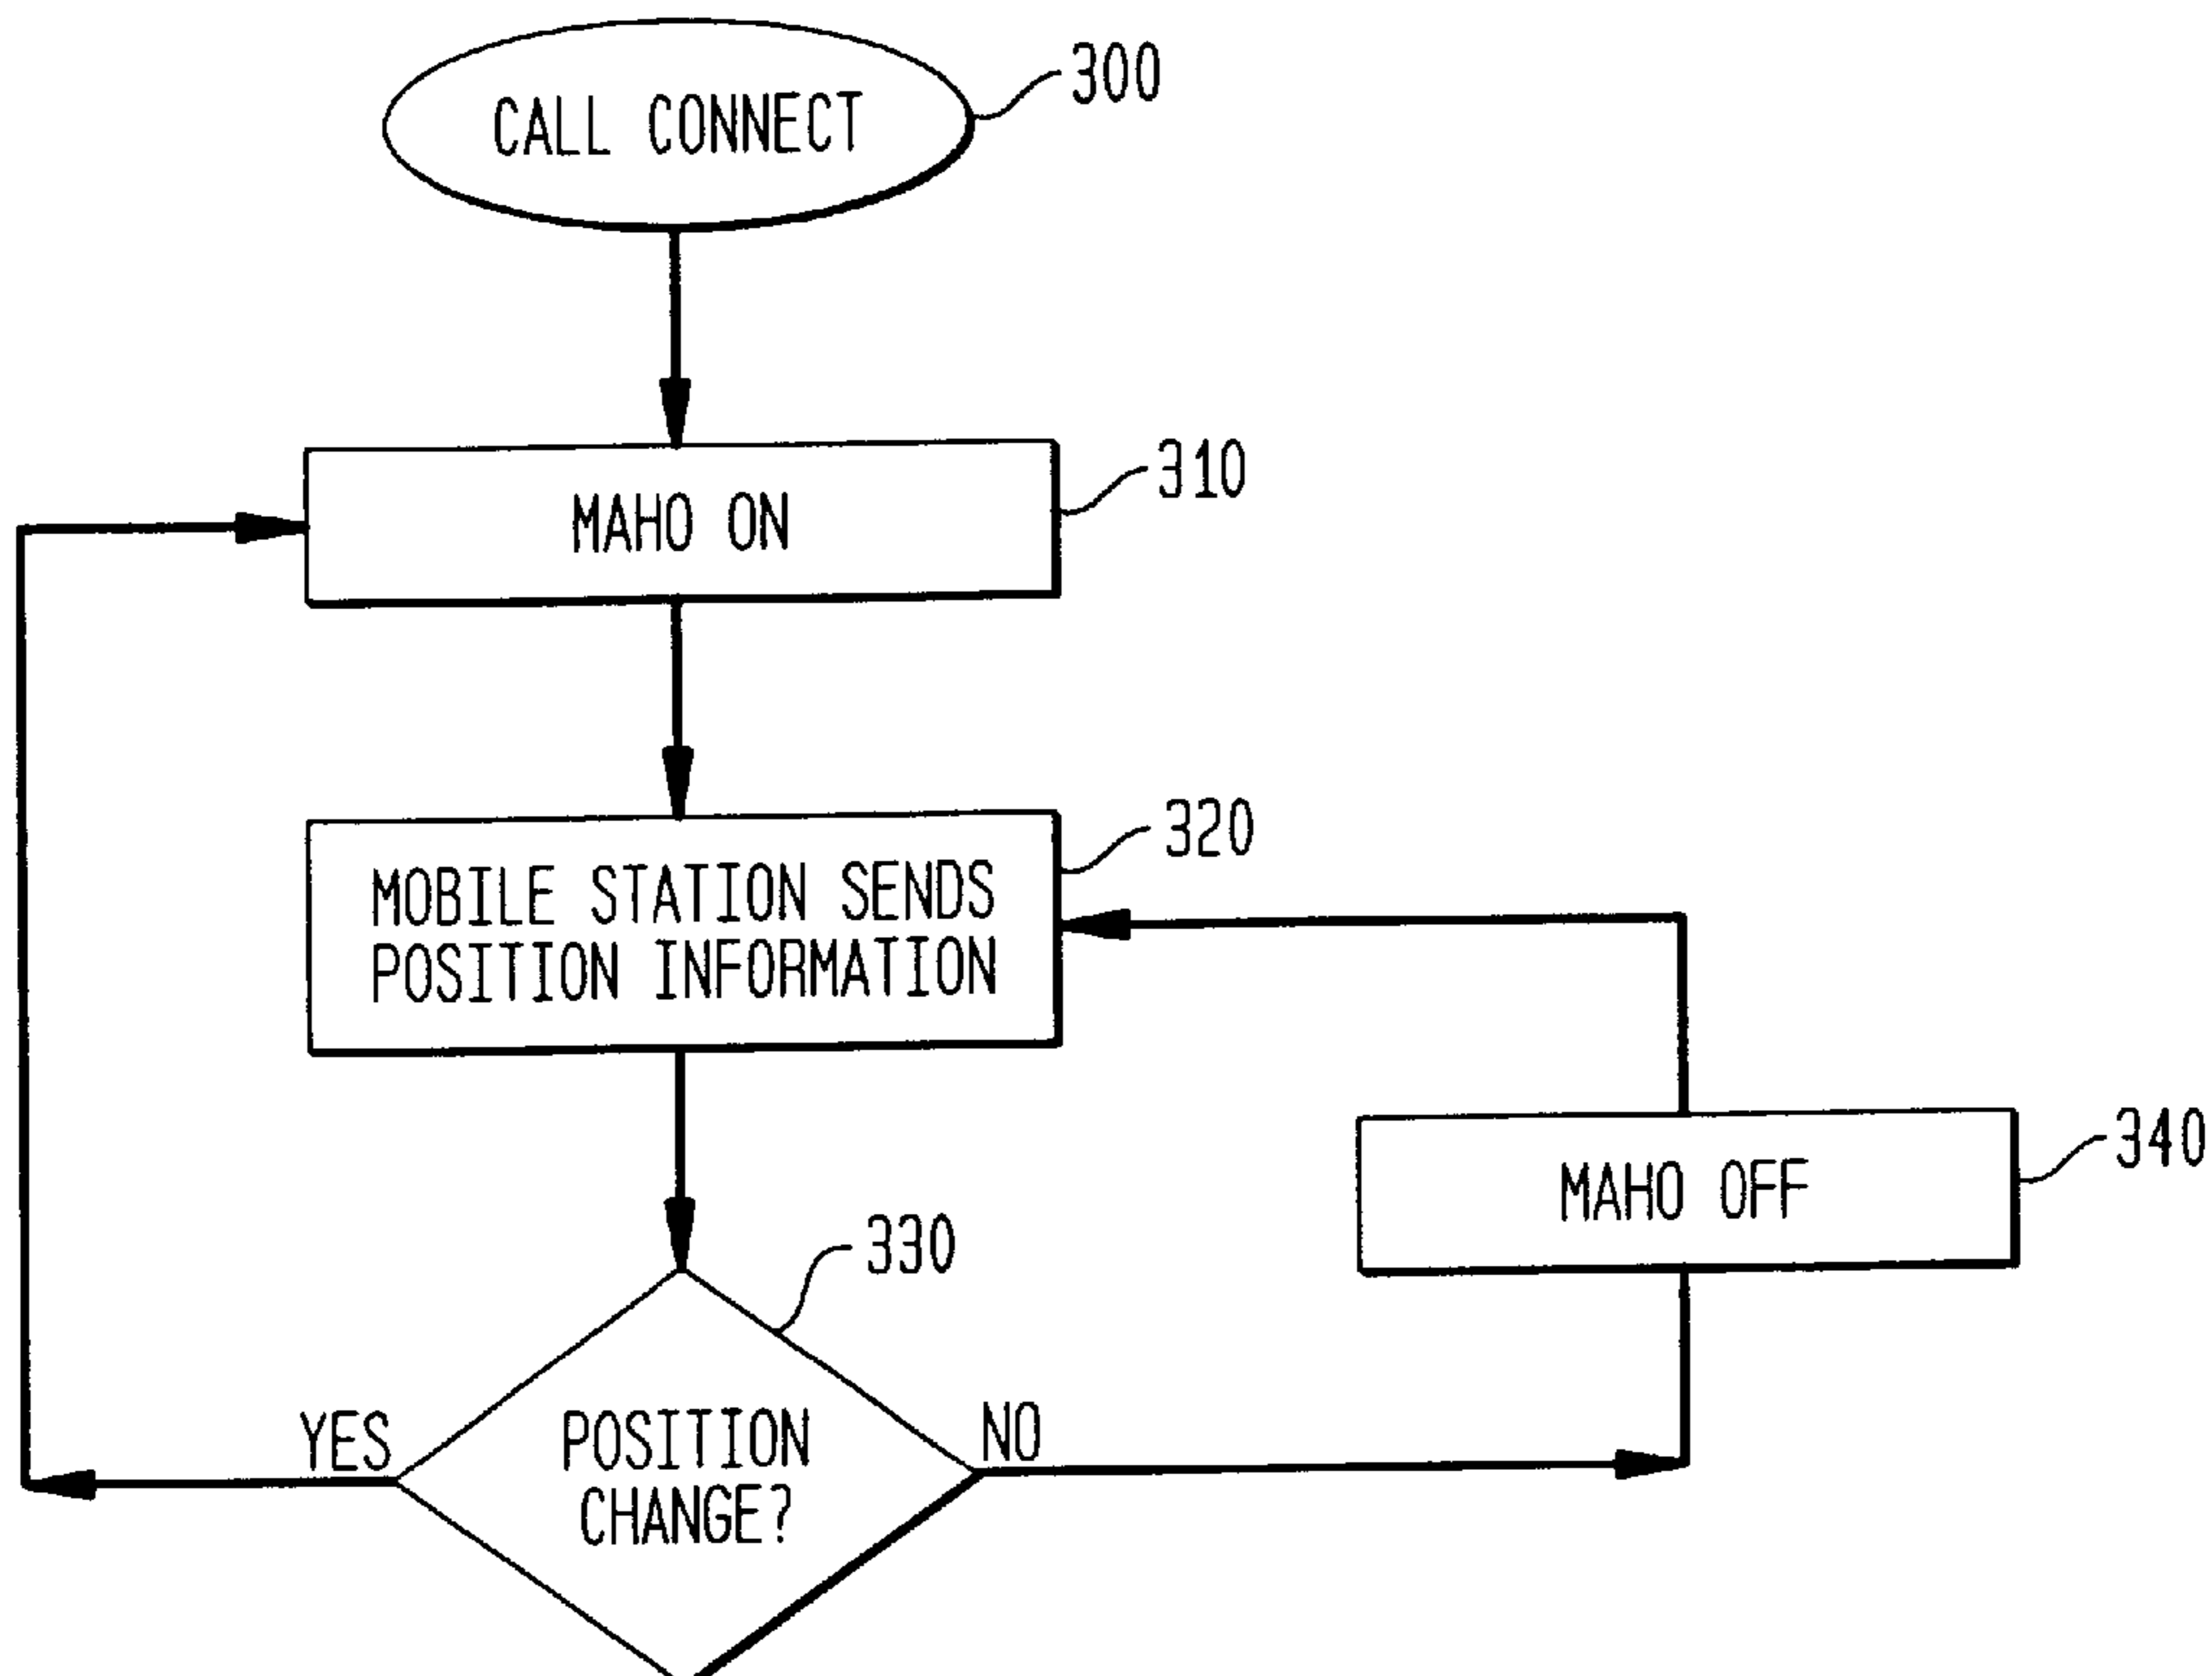 CALL CONNECT
300
MAHO ON
310
MOBILE STATION SENDS
POSITION INFORMATION
320
MAHO OFF
340
330
POSITION
CHANGE?
YES
NO